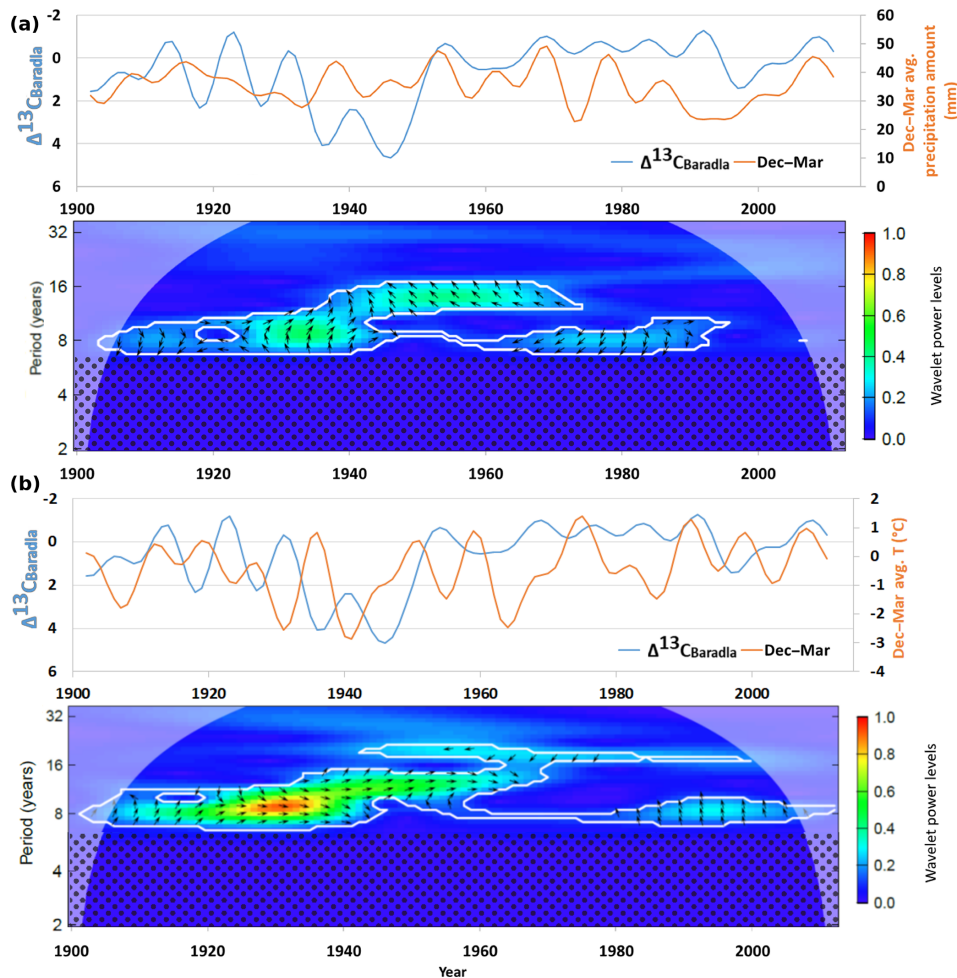 (a)
-2
0
2
4
6
Δ13CBaradla
60
50
40
30
20
10
0
Dec–Mar avg.
precipitation amount
(mm)
Δ13CBaradla Dec–Mar
1900 1920 1940 1960 1980 2000
32
16
8
4
2
Period (years)
1900 1920 1940 1960 1980 2000
1.0
0.8
0.6
0.4
0.2
0.0
Wavelet power levels
(b)
-2
0
2
4
6
Δ13CBaradla
2
1
0
-1
-2
-3
-4
Dec–Mar avg. T (°C)
Δ13CBaradla Dec–Mar
1900 1920 1940 1960 1980 2000
32
16
8
4
2
Period (years)
1900 1920 1940 1960 1980 2000
Year
1.0
0.8
0.6
0.4
0.2
0.0
Wavelet power levels